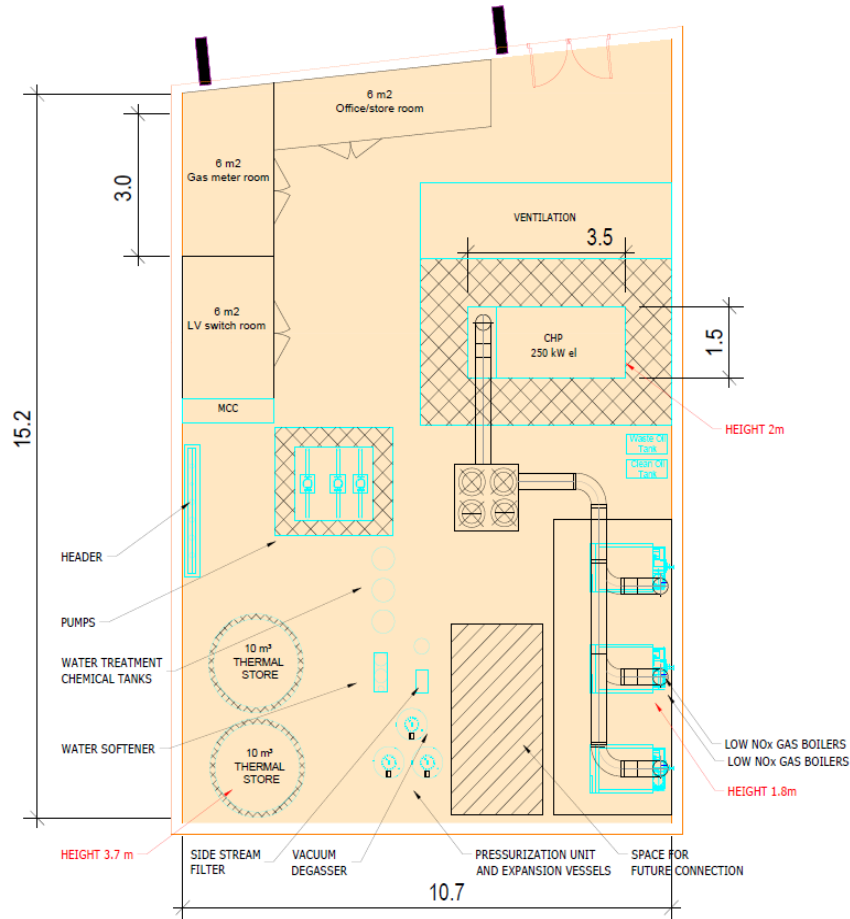 6 m2
Office/store room
6 m2
Gas meter room
3.0
VENTILATION
3.5
6 m2
LV switch room
CHP
250 kW el
1.5
MCC
15.2
HEIGHT 2m
Waste Oil
Tank
Clean Oil
Tank
HEADER
PUMPS
10 m³
THERMAL
STORE
WATER TREATMENT
CHEMICAL TANKS
WATER SOFTENER
10 m³
THERMAL
STORE
LOW NOx GAS BOILERS
LOW NOx GAS BOILERS
HEIGHT 1.8m
HEIGHT 3.7 m
SIDE STREAM
FILTER
VACUUM
DEGASSER
PRESSURIZATION UNIT
AND EXPANSION VESSELS
SPACE FOR
FUTURE CONNECTION
10.7